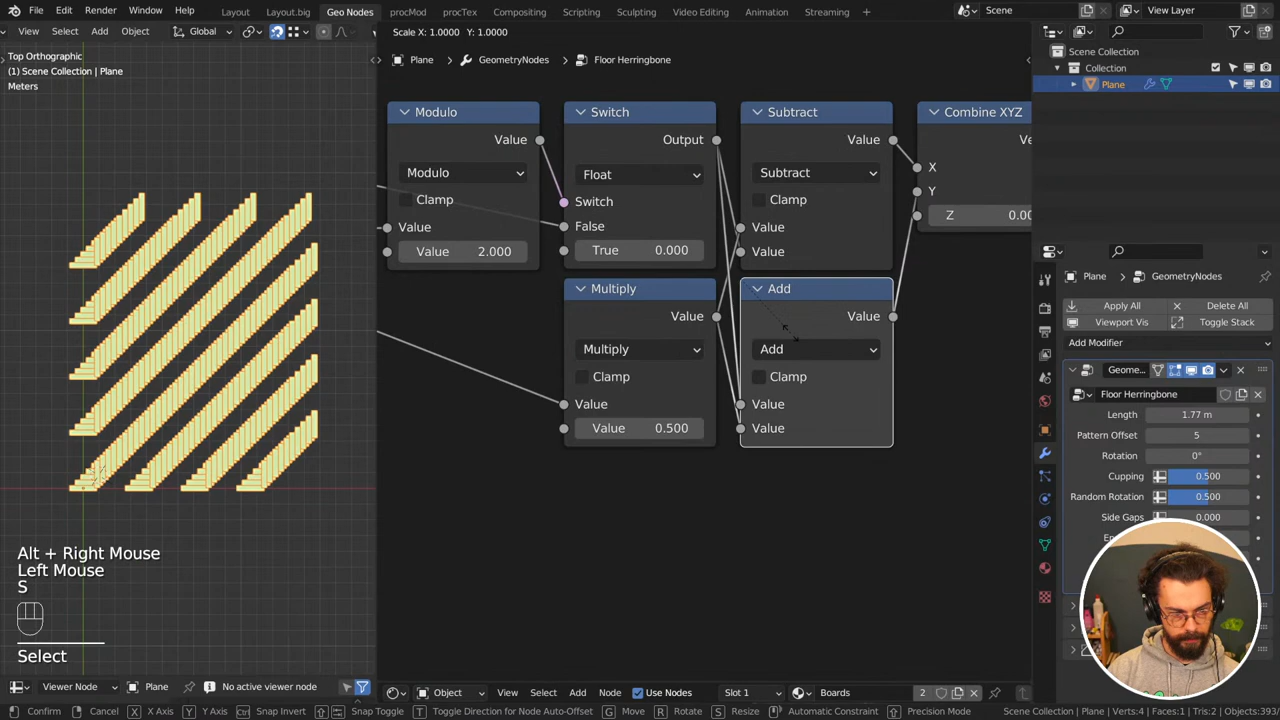 File Edit Render Window Help Layout Layout.big Geo Nodes procMod procTex Compositing Scripting Sculpting Video Editing Animation Streaming + Scene View Layer
View Select Add Object Global
Scale X: 1.0000 Y: 1.0000
Plane GeometryNodes Floor Herringbone
Scene Collection
Collection
Plane
Top Orthographic
(1) Scene Collection | Plane
Meters
Modulo
Value
Modulo
Clamp
Value
Value 2.000
Switch
Output
Float
Switch
False
True 0.000
Subtract
Value
Subtract
Clamp
Value
Value
Combine XYZ
Ve
X
Y
Z 0.00
Multiply
Value
Multiply
Clamp
Value
Value 0.500
Add
Value
Add
Clamp
Value
Value
Plane GeometryNodes
Apply All Delete All
Viewport Vis Toggle Stack
Add Modifier
Geome...
Floor Herringbone
Length 1.77 m
Pattern Offset 5
Rotation 0°
Cupping 0.500
Random Rotation 0.500
Side Gaps 0.000
Alt + Right Mouse
Left Mouse
S
Select
Viewer Node Plane No active viewer node Object View Select Add Node Use Nodes Slot 1 Boards 2
Confirm Cancel X X Axis Y Y Axis Snap Invert Snap Toggle T Toggle Direction for Node Auto-Offset G Move R Rotate S Resize Automatic Constraint Precision Mode Scene Collection | Plane | Verts:4 | Faces:1 | Tris:2 | Objects:393/